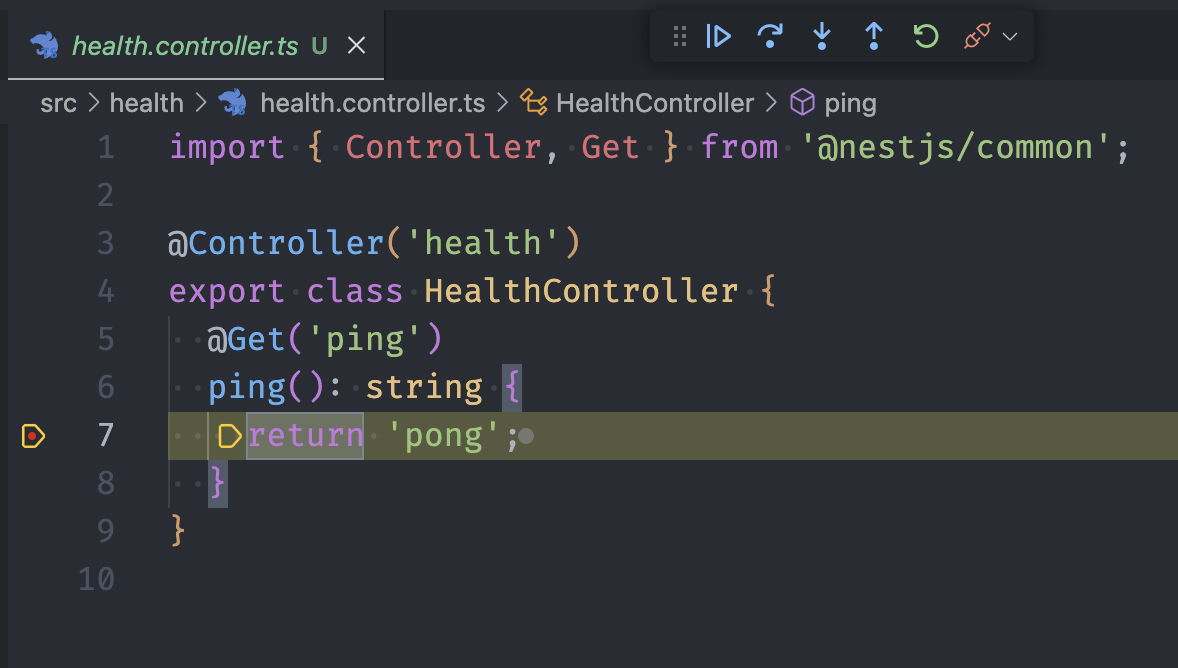 health.controller.ts U
src > health > health.controller.ts > HealthController > ping
1 import { Controller, Get } from '@nestjs/common';
2
3 @Controller('health')
4 export class HealthController {
5   @Get('ping')
6   ping(): string {
7     return 'pong';
8   }
9 }
10